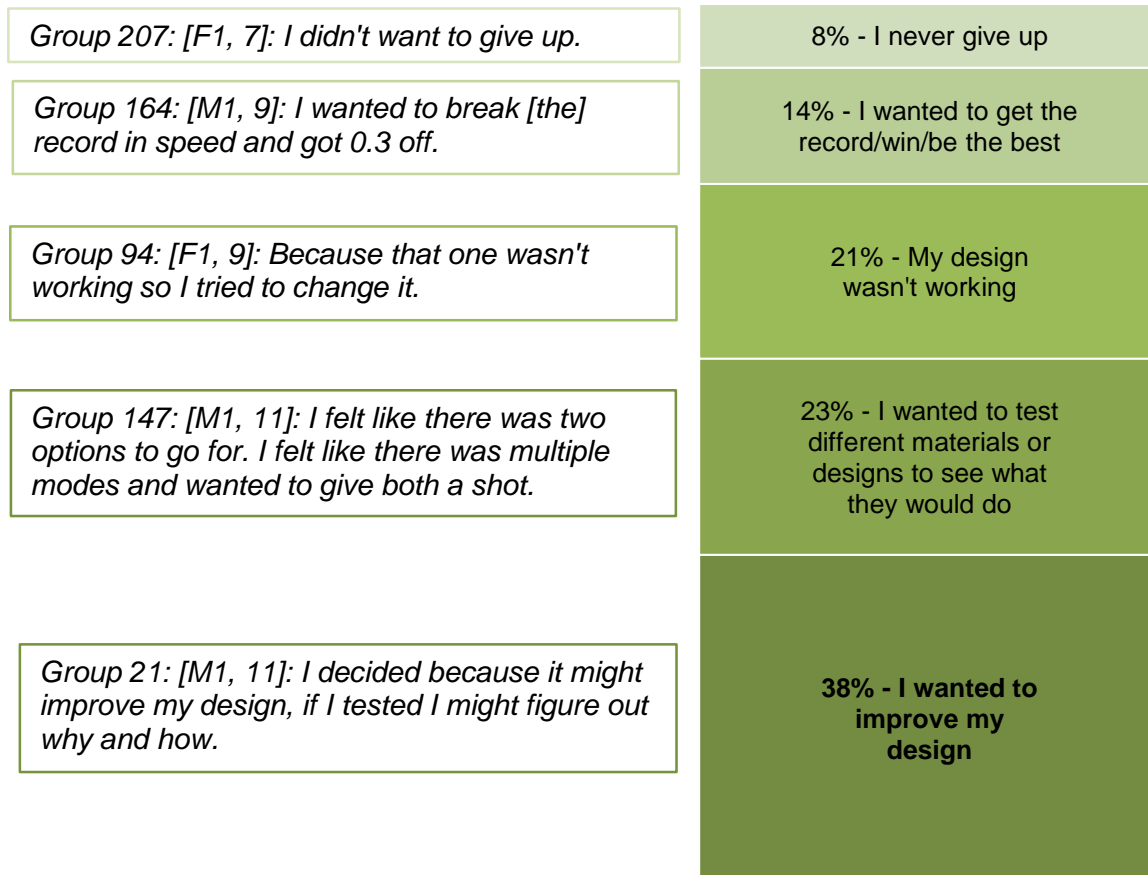 Group 207: [F1, 7]: I didn't want to give up.
8% - I never give up
Group 164: [M1, 9]: I wanted to break [the]
record in speed and got 0.3 off.
14% - I wanted to get the
record/win/be the best
Group 94: [F1, 9]: Because that one wasn't
working so I tried to change it.
21% - My design
wasn't working
Group 147: [M1, 11]: I felt like there was two
options to go for. I felt like there was multiple
modes and wanted to give both a shot.
23% - I wanted to test
different materials or
designs to see what
they would do
Group 21: [M1, 11]: I decided because it might
improve my design, if I tested I might figure out
why and how.
38% - I wanted to
improve my
design